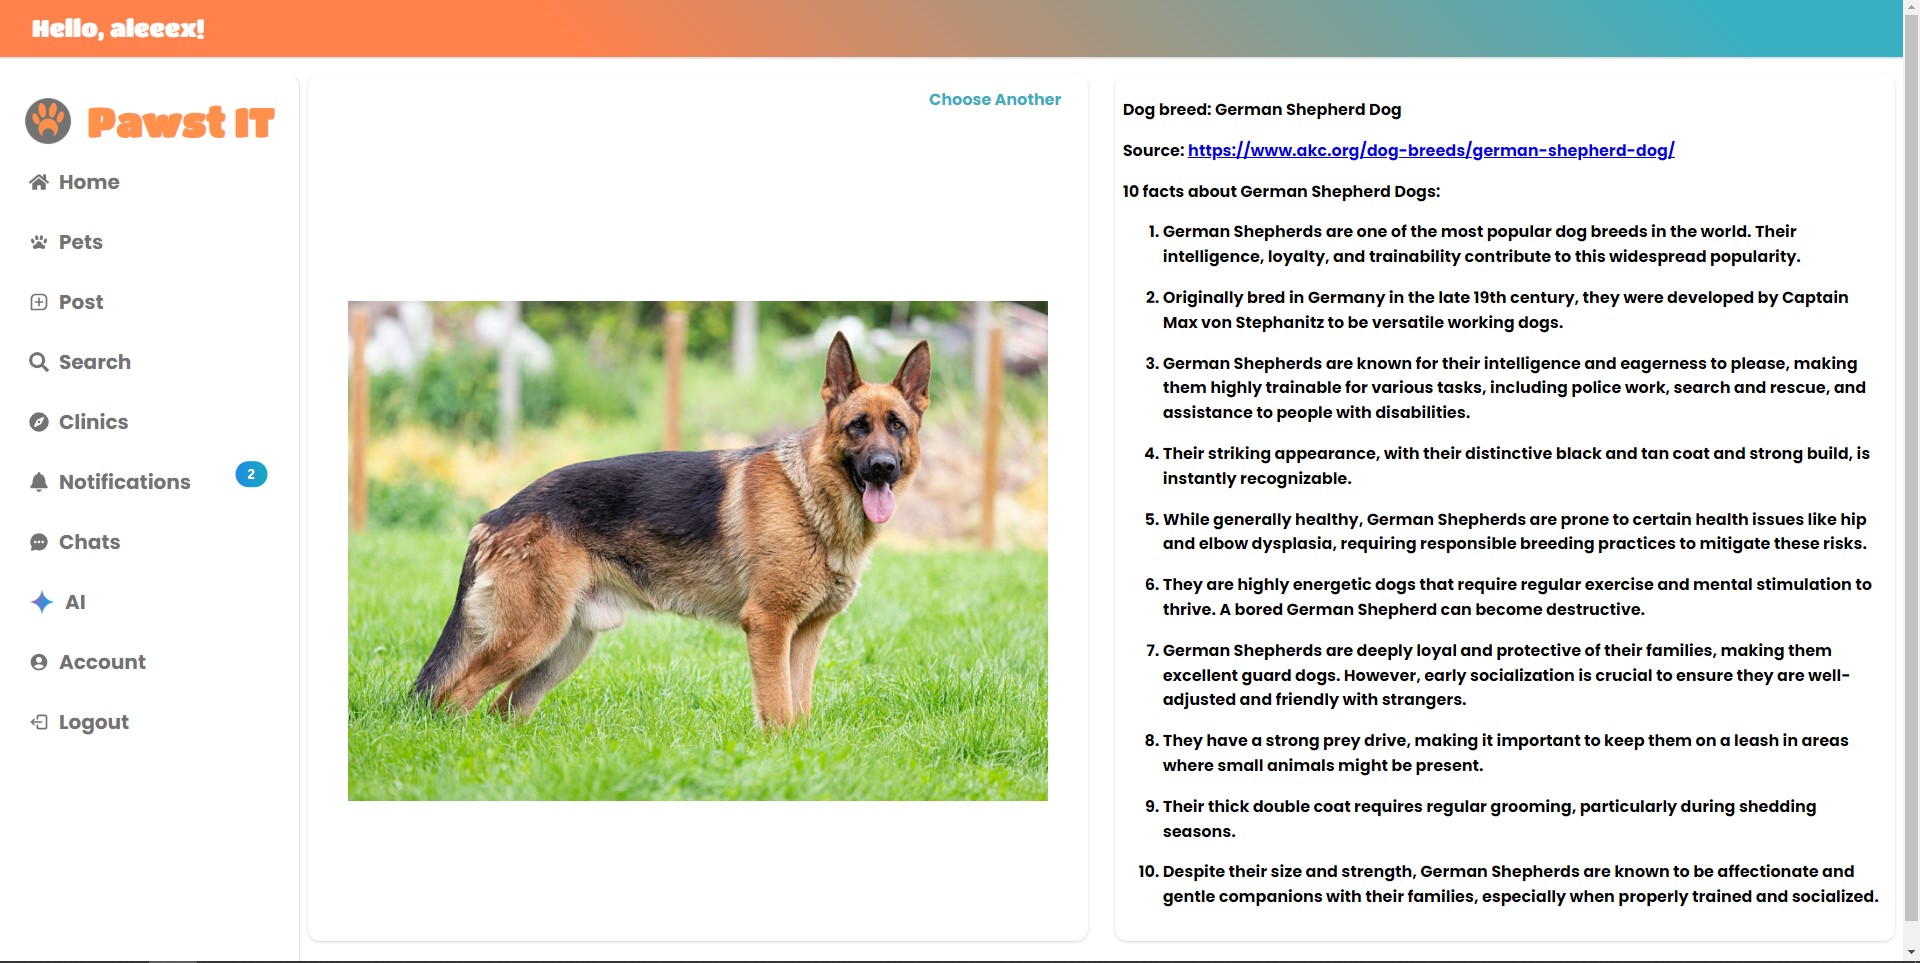 Hello, aleeex!
Pawst IT
Home
Pets
Post
Search
Clinics
Notifications 2
Chats
AI
Account
Logout
Choose Another
Dog breed: German Shepherd Dog
Source: https://www.akc.org/dog-breeds/german-shepherd-dog/
10 facts about German Shepherd Dogs:
1. German Shepherds are one of the most popular dog breeds in the world. Their
intelligence, loyalty, and trainability contribute to this widespread popularity.
2. Originally bred in Germany in the late 19th century, they were developed by Captain
Max von Stephanitz to be versatile working dogs.
3. German Shepherds are known for their intelligence and eagerness to please, making
them highly trainable for various tasks, including police work, search and rescue, and
assistance to people with disabilities.
4. Their striking appearance, with their distinctive black and tan coat and strong build, is
instantly recognizable.
5. While generally healthy, German Shepherds are prone to certain health issues like hip
and elbow dysplasia, requiring responsible breeding practices to mitigate these risks.
6. They are highly energetic dogs that require regular exercise and mental stimulation to
thrive. A bored German Shepherd can become destructive.
7. German Shepherds are deeply loyal and protective of their families, making them
excellent guard dogs. However, early socialization is crucial to ensure they are well-
adjusted and friendly with strangers.
8. They have a strong prey drive, making it important to keep them on a leash in areas
where small animals might be present.
9. Their thick double coat requires regular grooming, particularly during shedding
seasons.
10. Despite their size and strength, German Shepherds are known to be affectionate and
gentle companions with their families, especially when properly trained and socialized.